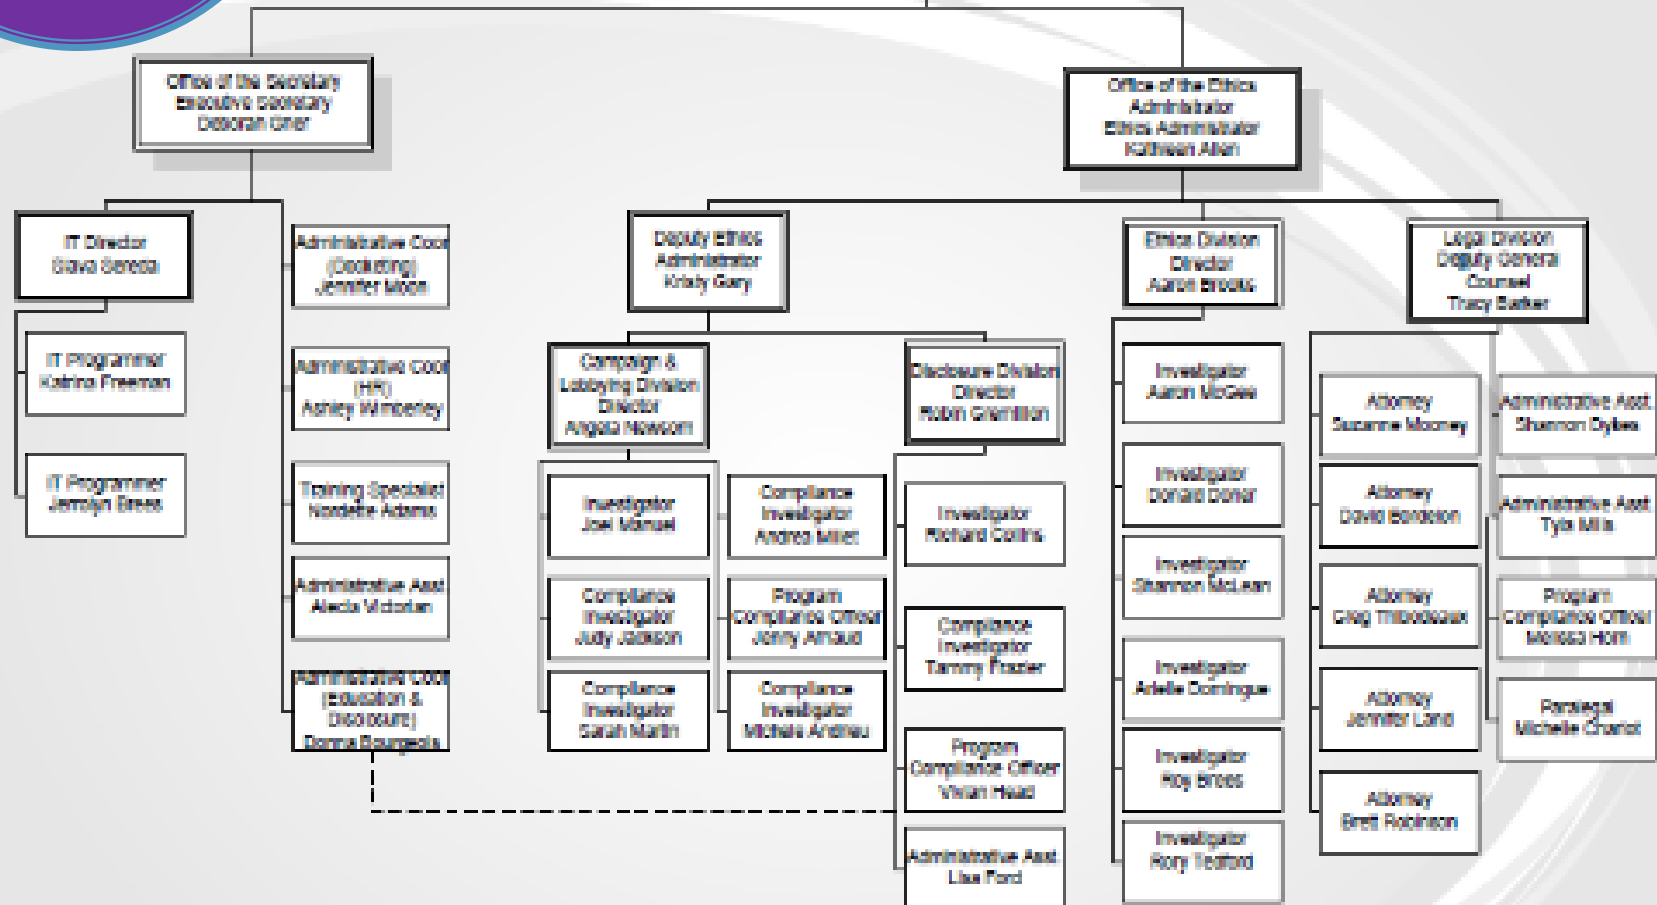 Office of the Secretary
Executive Secretary
Deborah Grier
Office of the Ethics
Administrator
Ethics Administrator
Kathleen Allen
IT Director
Slava Sereda
IT Programmer
Katrina Freeman
IT Programmer
Jerrolyn Brees
Administrative Coor
(Docketing)
Jennifer Moon
Administrative Coor
(HR)
Ashley Wimberley
Training Specialist
Nordette Adams
Administrative Asst.
Alecia Victorian
Administrative Coor
(Education &
Disclosure)
Donna Bourgeois
Deputy Ethics
Administrator
Kristy Gary
Campaign &
Lobbying Division
Director
Angela Newsom
Investigator
Joel Manuel
Compliance
Investigator
Judy Jackson
Compliance
Investigator
Sarah Martin
Compliance
Investigator
Andrea Millet
Program
Compliance Officer
Jenny Arnaud
Compliance
Investigator
Michele Andrieu
Disclosure Division
Director
Robin Gremillion
Investigator
Richard Collins
Compliance
Investigator
Tammy Frazier
Program
Compliance Officer
Vivian Head
Administrative Asst.
Lisa Ford
Ethics Division
Director
Aaron Brooks
Investigator
Aaron McGee
Investigator
Donald
Investigator
Shannon McLean
Investigator
Adelle Domingue
Investigator
Roy Brees
Investigator
Rory Tedford
Legal Division
Deputy General
Counsel
Tracy Barker
Attorney
Suzanne Mooney
Attorney
David Bordelon
Attorney
Greg Thibodeaux
Attorney
Jennifer Land
Attorney
Brett Robinson
Administrative Asst.
Shannon Dykes
Administrative Asst.
Tyla Mills
Program
Compliance Officer
Melissa Horn
Paralegal
Michelle